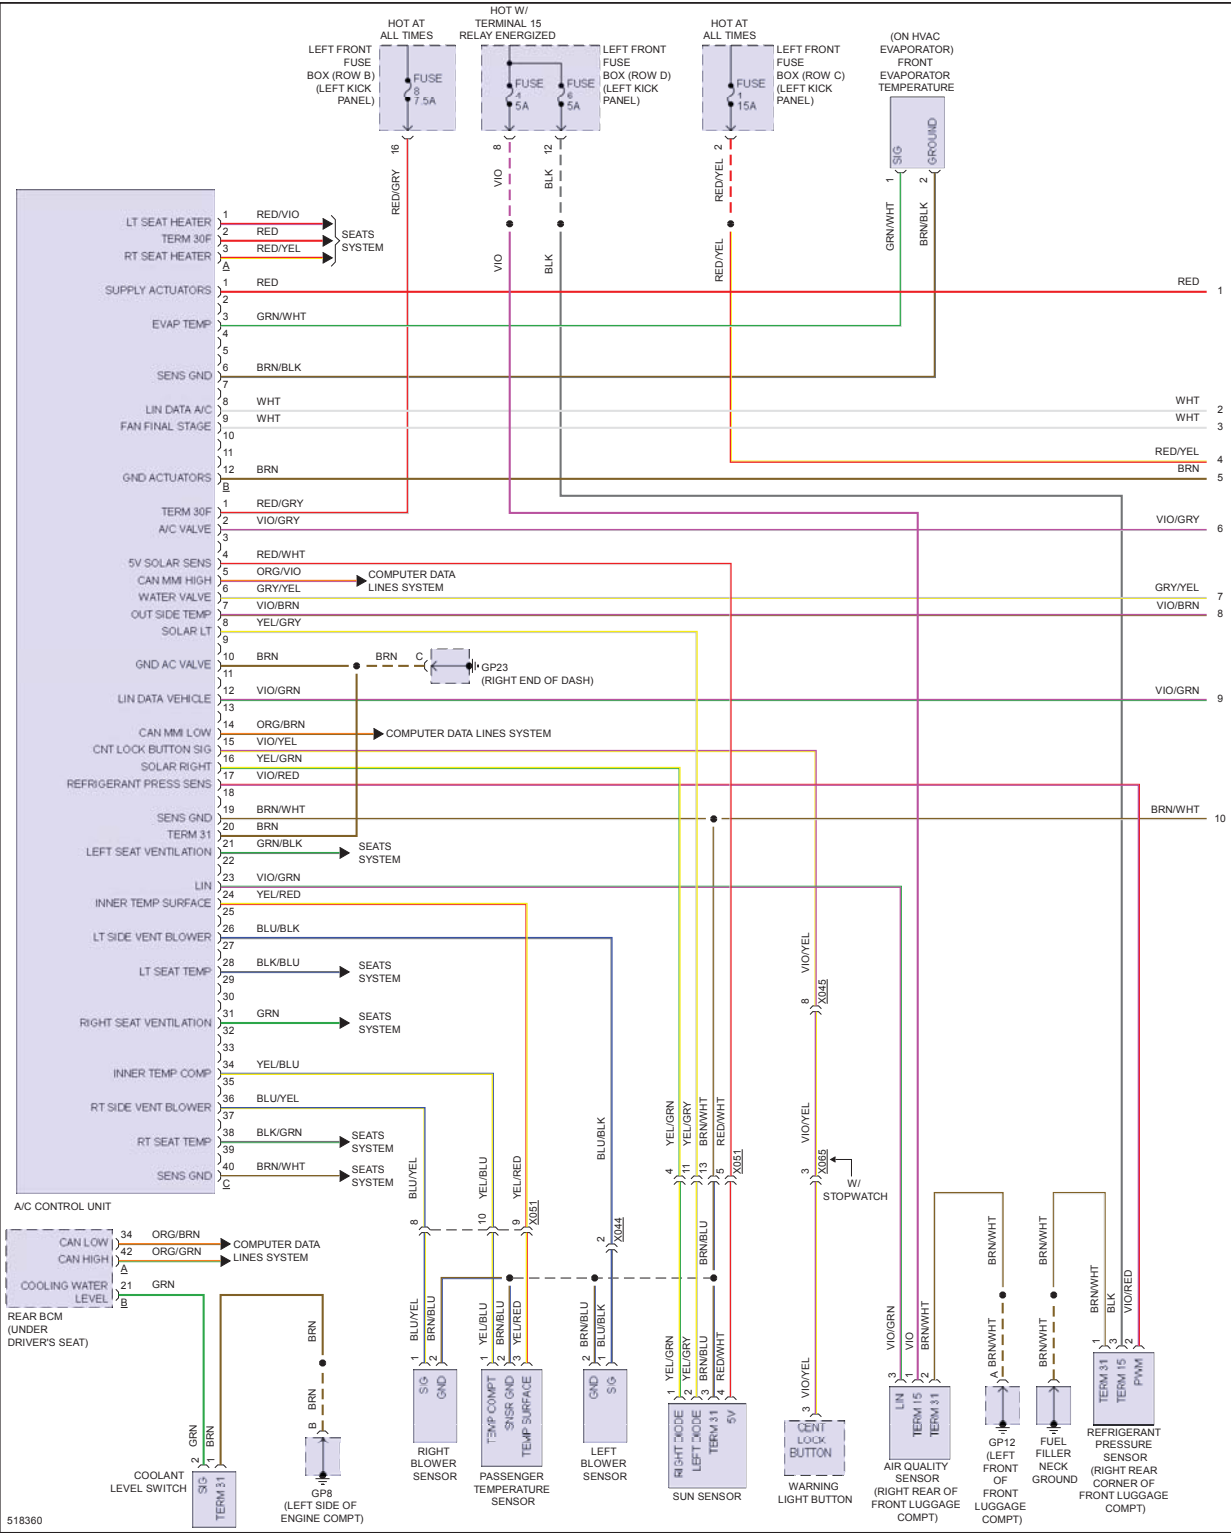 HOT AT
ALL TIMES
HOT W/
TERMINAL 15
RELAY ENERGIZED
HOT AT
ALL TIMES
LEFT FRONT
FUSE
BOX (ROW B)
(LEFT KICK
PANEL)
FUSE
8
7.5A
FUSE
4
5A
FUSE
6
5A
LEFT FRONT
FUSE
BOX (ROW D)
(LEFT KICK
PANEL)
FUSE
1
15A
LEFT FRONT
FUSE
BOX (ROW C)
(LEFT KICK
PANEL)
(ON HVAC
EVAPORATOR)
FRONT
EVAPORATOR
TEMPERATURE
SIG
GROUND
16
8
12
2
1
2
RED/GRY
VIO
BLK
RED/YEL
GRN/WHT
BRN/BLK
VIO
BLK
RED/YEL
LT SEAT HEATER 1 RED/VIO
TERM 30F 2 RED
RT SEAT HEATER 3 RED/YEL
A
SEATS
SYSTEM
SUPPLY ACTUATORS 1 RED RED 1
2
EVAP TEMP 3 GRN/WHT
4
5
SENS GND 6 BRN/BLK
7
LIN DATA A/C 8 WHT WHT 2
FAN FINAL STAGE 9 WHT WHT 3
10
11
RED/YEL 4
GND ACTUATORS 12 BRN BRN 5
B
TERM 30F 1 RED/GRY
A/C VALVE 2 VIO/GRY VIO/GRY 6
3
5V SOLAR SENS 4 RED/WHT
CAN MMI HIGH 5 ORG/VIO COMPUTER DATA
LINES SYSTEM
WATER VALVE 6 GRY/YEL GRY/YEL 7
OUT SIDE TEMP 7 VIO/BRN VIO/BRN 8
SOLAR LT 8 YEL/GRY
9
GND AC VALVE 10 BRN BRN C
GP23
(RIGHT END OF DASH)
11
LIN DATA VEHICLE 12 VIO/GRN VIO/GRN 9
13
CAN MMI LOW 14 ORG/BRN COMPUTER DATA LINES SYSTEM
CNT LOCK BUTTON SIG 15 VIO/YEL
SOLAR RIGHT 16 YEL/GRN
REFRIGERANT PRESS SENS 17 VIO/RED
18
SENS GND 19 BRN/WHT BRN/WHT 10
TERM 31 20 BRN
LEFT SEAT VENTILATION 21 GRN/BLK SEATS
SYSTEM
22
LIN 23 VIO/GRN
INNER TEMP SURFACE 24 YEL/RED
25
LT SIDE VENT BLOWER 26 BLU/BLK
27
LT SEAT TEMP 28 BLK/BLU SEATS
SYSTEM
29
30
RIGHT SEAT VENTILATION 31 GRN SEATS
SYSTEM
32
33
INNER TEMP COMP 34 YEL/BLU
35
RT SIDE VENT BLOWER 36 BLU/YEL
37
RT SEAT TEMP 38 BLK/GRN SEATS
SYSTEM
39
SENS GND 40 BRN/WHT SEATS
SYSTEM
C
A/C CONTROL UNIT
VIO/YEL
8
X045
VIO/YEL
3
X065
W/
STOPWATCH
VIO/YEL
3
CENT
LOCK
BUTTON
WARNING
LIGHT BUTTON
YEL/GRN
YEL/GRY
BRN/WHT
RED/WHT
4
11
13
5
X051
BRN/BLU
BLU/BLK
2
X044
BLU/YEL
YEL/BLU
YEL/RED
8
10
9
X051
CAN LOW 34 ORG/BRN
CAN HIGH 42 ORG/GRN
A
COMPUTER DATA
LINES SYSTEM
COOLING WATER
LEVEL
21 GRN
B
REAR BCM
(UNDER
DRIVER'S SEAT)
GRN
BRN
2
1
SIG
TERM 31
COOLANT
LEVEL SWITCH
BRN
BRN
B
GP8
(LEFT SIDE OF
ENGINE COMPT)
BLU/YEL
BRN/BLU
1
2
SIG
GND
RIGHT
BLOWER
SENSOR
YEL/BLU
BRN/BLU
YEL/RED
1
2
3
TEMP COMPT
SNSR GND
TEMP SURFACE
PASSENGER
TEMPERATURE
SENSOR
BRN/BLU
BLU/BLK
2
1
GND
SIG
LEFT
BLOWER
SENSOR
YEL/GRN
YEL/GRY
BRN/BLU
RED/WHT
1
2
3
4
RIGHT DIODE
LEFT DIODE
TERM 31
5V
SUN SENSOR
VIO/GRN
VIO
BRN/WHT
3
1
2
LIN
TERM 15
TERM 31
AIR QUALITY
SENSOR
(RIGHT REAR OF
FRONT LUGGAGE
COMPT)
BRN/WHT
BRN/WHT
A
GP12
(LEFT
FRONT
OF
FRONT
LUGGAGE
COMPT)
BRN/WHT
BRN/WHT
FUEL
FILLER
NECK
GROUND
BRN/WHT
BLK
VIO/RED
1
3
2
TERM 31
TERM 15
PWM
REFRIGERANT
PRESSURE
SENSOR
(RIGHT REAR
CORNER OF
FRONT LUGGAGE
COMPT)
518360